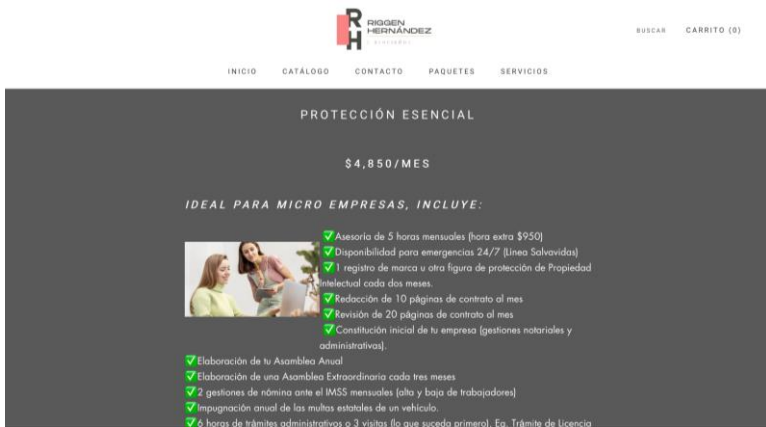 RIGGEN
HERNÁNDEZ
BUSCAR
CARRITO (0)
INICIO
CATÁLOGO
CONTACTO
PAQUETES
SERVICIOS
PROTECCIÓN ESENCIAL
$4,850/MES
IDEAL PARA MICRO EMPRESAS, INCLUYE:
✅Asesoría de 5 horas mensuales (hora extra $950)
✅Disponibilidad para emergencias 24/7 (Línea Salvavidas)
✅1 registro de marca u otra figura de protección de Propiedad
Intelectual cada dos meses.
✅Redacción de 10 páginas de contrato al mes
✅Revisión de 20 páginas de contrato al mes
✅Constitución inicial de tu empresa (gestiones notariales y
administrativas).
✅Elaboración de tu Asamblea Anual
✅Elaboración de una Asamblea Extraordinaria cada tres meses
✅2 gestiones de nómina ante el IMSS mensuales (alta y baja de trabajadores)
✅Impugnación anual de las multas estatales de un vehículo.
✅6 horas de trámites administrativos o 3 visitas (lo que suceda primero). Eg. Trámite de Licencia